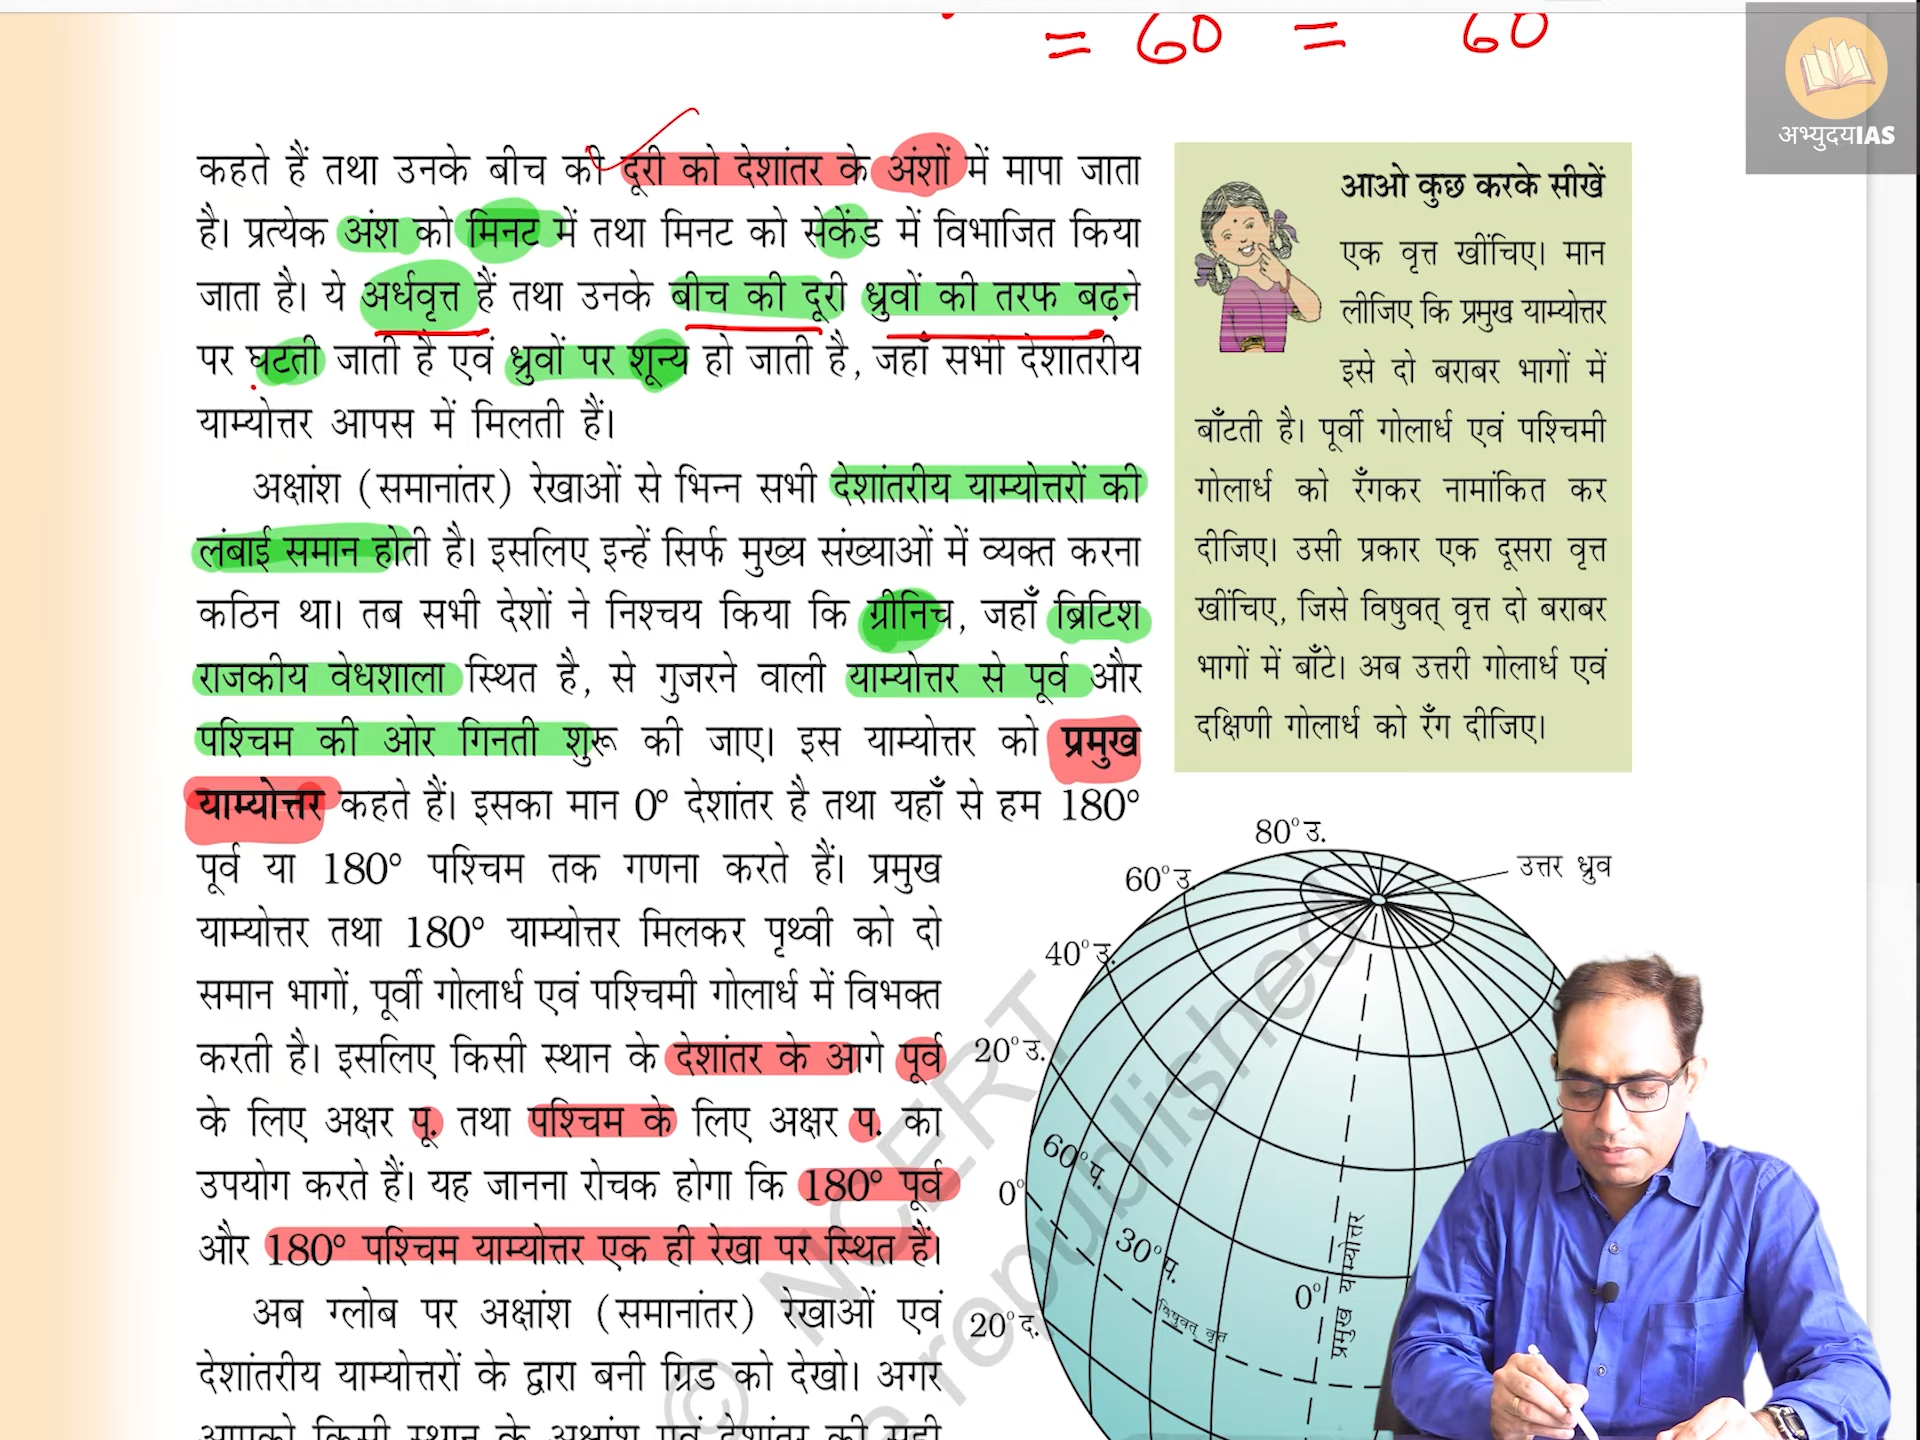 = 60 = 60
अभ्युदयIAS
कहते हैं तथा उनके बीच की दूरी को देशांतर के अंशों में मापा जाता
है। प्रत्येक अंश को मिनट में तथा मिनट को सेकेंड में विभाजित किया
जाता है। ये अर्धवृत्त हैं तथा उनके बीच की दूरी ध्रुवों की तरफ बढ़ने
पर घटती जाती है एवं ध्रुवों पर शून्य हो जाती है, जहाँ सभी देशांतरीय
याम्योत्तर आपस में मिलती हैं।
अक्षांश (समानांतर) रेखाओं से भिन्न सभी देशांतरीय याम्योत्तरों की
लंबाई समान होती है। इसलिए इन्हें सिर्फ मुख्य संख्याओं में व्यक्त करना
कठिन था। तब सभी देशों ने निश्चय किया कि ग्रीनिच, जहाँ ब्रिटिश
राजकीय वेधशाला स्थित है, से गुजरने वाली याम्योत्तर से पूर्व और
पश्चिम की ओर गिनती शुरू की जाए। इस याम्योत्तर को प्रमुख
याम्योत्तर कहते हैं। इसका मान 0° देशांतर है तथा यहाँ से हम 180°
पूर्व या 180° पश्चिम तक गणना करते हैं। प्रमुख
याम्योत्तर तथा 180° याम्योत्तर मिलकर पृथ्वी को दो
समान भागों, पूर्वी गोलार्ध एवं पश्चिमी गोलार्ध में विभक्त
करती है। इसलिए किसी स्थान के देशांतर के आगे पूर्व
के लिए अक्षर पू. तथा पश्चिम के लिए अक्षर प. का
उपयोग करते हैं। यह जानना रोचक होगा कि 180° पूर्व
और 180° पश्चिम याम्योत्तर एक ही रेखा पर स्थित हैं।
अब ग्लोब पर अक्षांश (समानांतर) रेखाओं एवं
देशांतरीय याम्योत्तरों के द्वारा बनी ग्रिड को देखो। अगर
आपको किसी स्थान के अक्षांश एवं देशांतर की सही
आओ कुछ करके सीखें
एक वृत्त खींचिए। मान
लीजिए कि प्रमुख याम्योत्तर
इसे दो बराबर भागों में
बाँटती है। पूर्वी गोलार्ध एवं पश्चिमी
गोलार्ध को रँगकर नामांकित कर
दीजिए। उसी प्रकार एक दूसरा वृत्त
खींचिए, जिसे विषुवत् वृत्त दो बराबर
भागों में बाँटे। अब उत्तरी गोलार्ध एवं
दक्षिणी गोलार्ध को रँग दीजिए।
80° उ.
उत्तर ध्रुव
60° उ.
40° उ.
20° उ.
60° प.
0°
30° प.
0°
प्रमुख याम्योत्तर
विषुवत् वृत्त
20° द.
© NCERT
republished